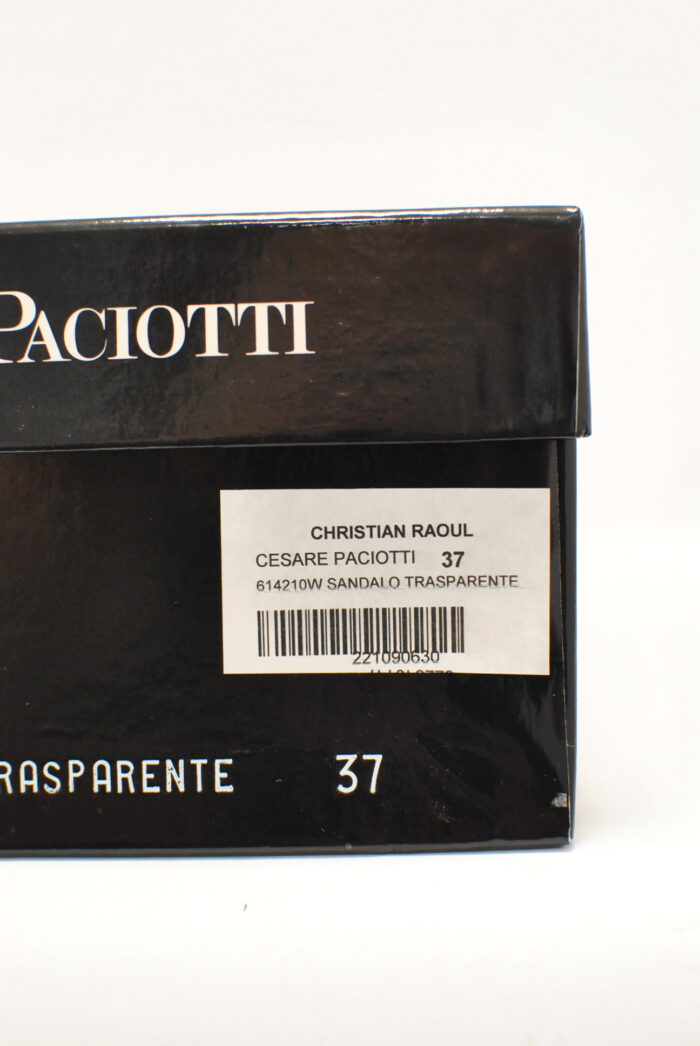 PACIOTTI
CHRISTIAN RAOUL
CESARE PACIOTTI 37
614210W SANDALO TRASPARENTE
221090630
RASPARENTE 37